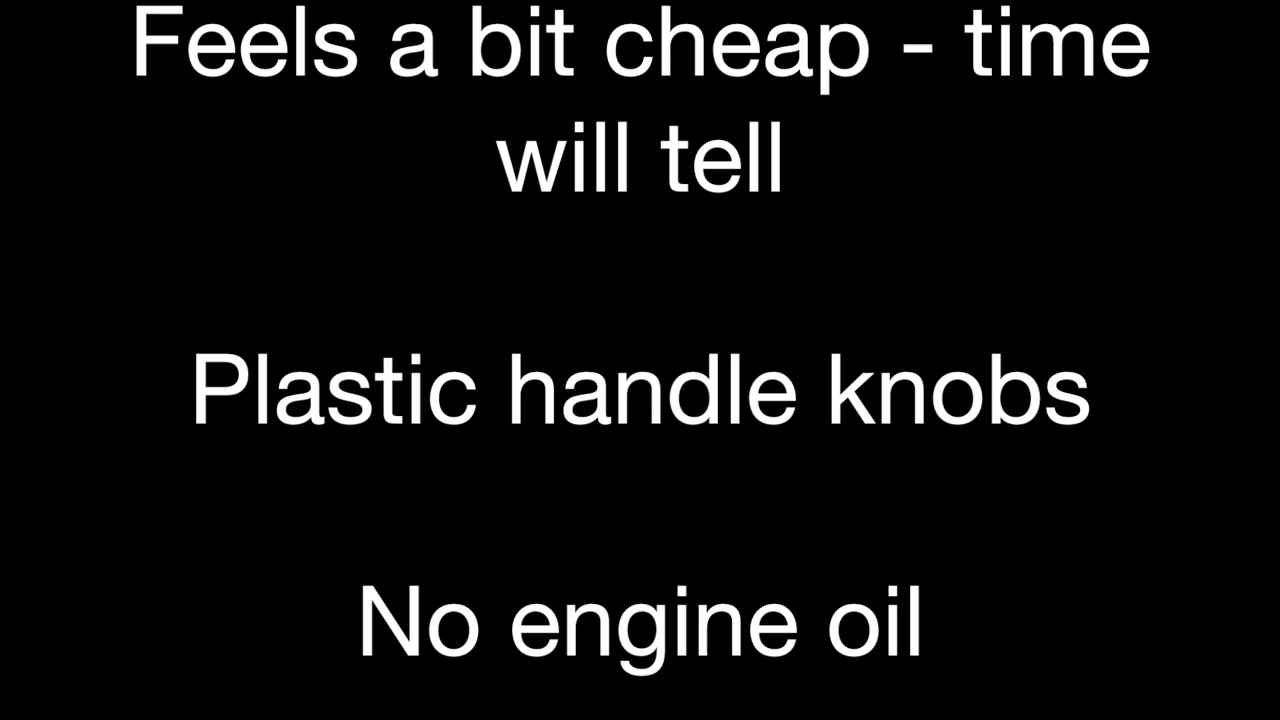 Feels a bit cheap - time
will tell
Plastic handle knobs
No engine oil